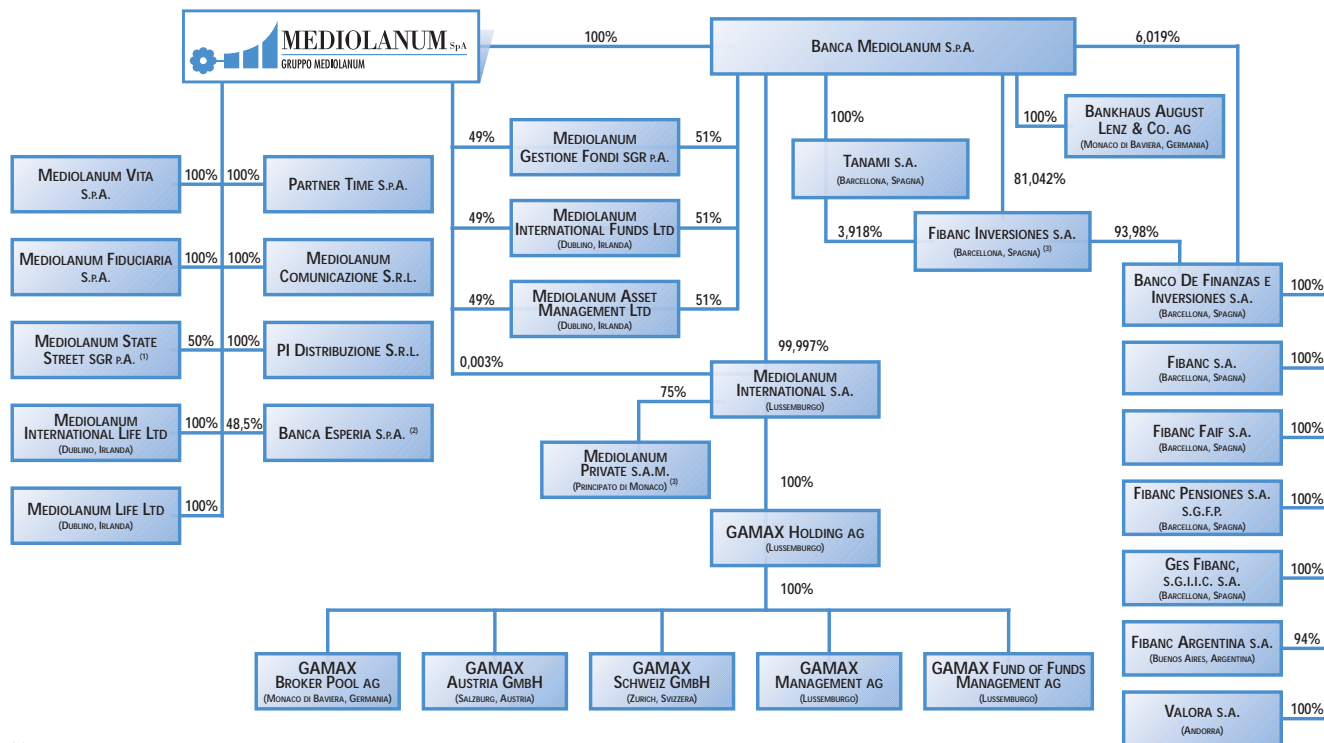 MEDIOLANUM SpA
GRUPPO MEDIOLANUM
100%
BANCA MEDIOLANUM S.P.A.
6,019%
49%
MEDIOLANUM
GESTIONE FONDI SGR P.A.
51%
100%
100%
BANKHAUS AUGUST
LENZ & CO. AG
(MONACO DI BAVIERA, GERMANIA)
MEDIOLANUM VITA
S.P.A.
100%
100%
PARTNER TIME S.P.A.
TANAMI S.A.
(BARCELLONA, SPAGNA)
81,042%
49%
MEDIOLANUM
INTERNATIONAL FUNDS LTD
(DUBLINO, IRLANDA)
51%
3,918%
FIBANC INVERSIONES S.A.
(BARCELLONA, SPAGNA) (3)
93,98%
MEDIOLANUM FIDUCIARIA
S.P.A.
100%
100%
MEDIOLANUM
COMUNICAZIONE S.R.L.
49%
MEDIOLANUM ASSET
MANAGEMENT LTD
(DUBLINO, IRLANDA)
51%
BANCO DE FINANZAS E
INVERSIONES S.A.
(BARCELLONA, SPAGNA)
100%
MEDIOLANUM STATE
STREET SGR P.A. (1)
50%
100%
PI DISTRIBUZIONE S.R.L.
0,003%
99,997%
MEDIOLANUM
INTERNATIONAL S.A.
(LUSSEMBURGO)
FIBANC S.A.
(BARCELLONA, SPAGNA)
100%
75%
MEDIOLANUM
INTERNATIONAL LIFE LTD
(DUBLINO, IRLANDA)
100%
48,5%
BANCA ESPERIA S.P.A. (2)
MEDIOLANUM
PRIVATE S.A.M.
(PRINCIPATO DI MONACO) (3)
FIBANC FAIF S.A.
(BARCELLONA, SPAGNA)
100%
MEDIOLANUM LIFE LTD
(DUBLINO, IRLANDA)
100%
100%
FIBANC PENSIONES S.A.
S.G.F.P.
(BARCELLONA, SPAGNA)
100%
GAMAX HOLDING AG
(LUSSEMBURGO)
100%
GES FIBANC,
S.G.I.I.C. S.A.
(BARCELLONA, SPAGNA)
100%
FIBANC ARGENTINA S.A.
(BUENOS AIRES, ARGENTINA)
94%
GAMAX
BROKER POOL AG
(MONACO DI BAVIERA, GERMANIA)
GAMAX
AUSTRIA GMBH
(SALZBURG, AUSTRIA)
GAMAX
SCHWEIZ GMBH
(ZURICH, SVIZZERA)
GAMAX
MANAGEMENT AG
(LUSSEMBURGO)
GAMAX FUND OF FUNDS
MANAGEMENT AG
(LUSSEMBURGO)
VALORA S.A.
(ANDORRA)
100%